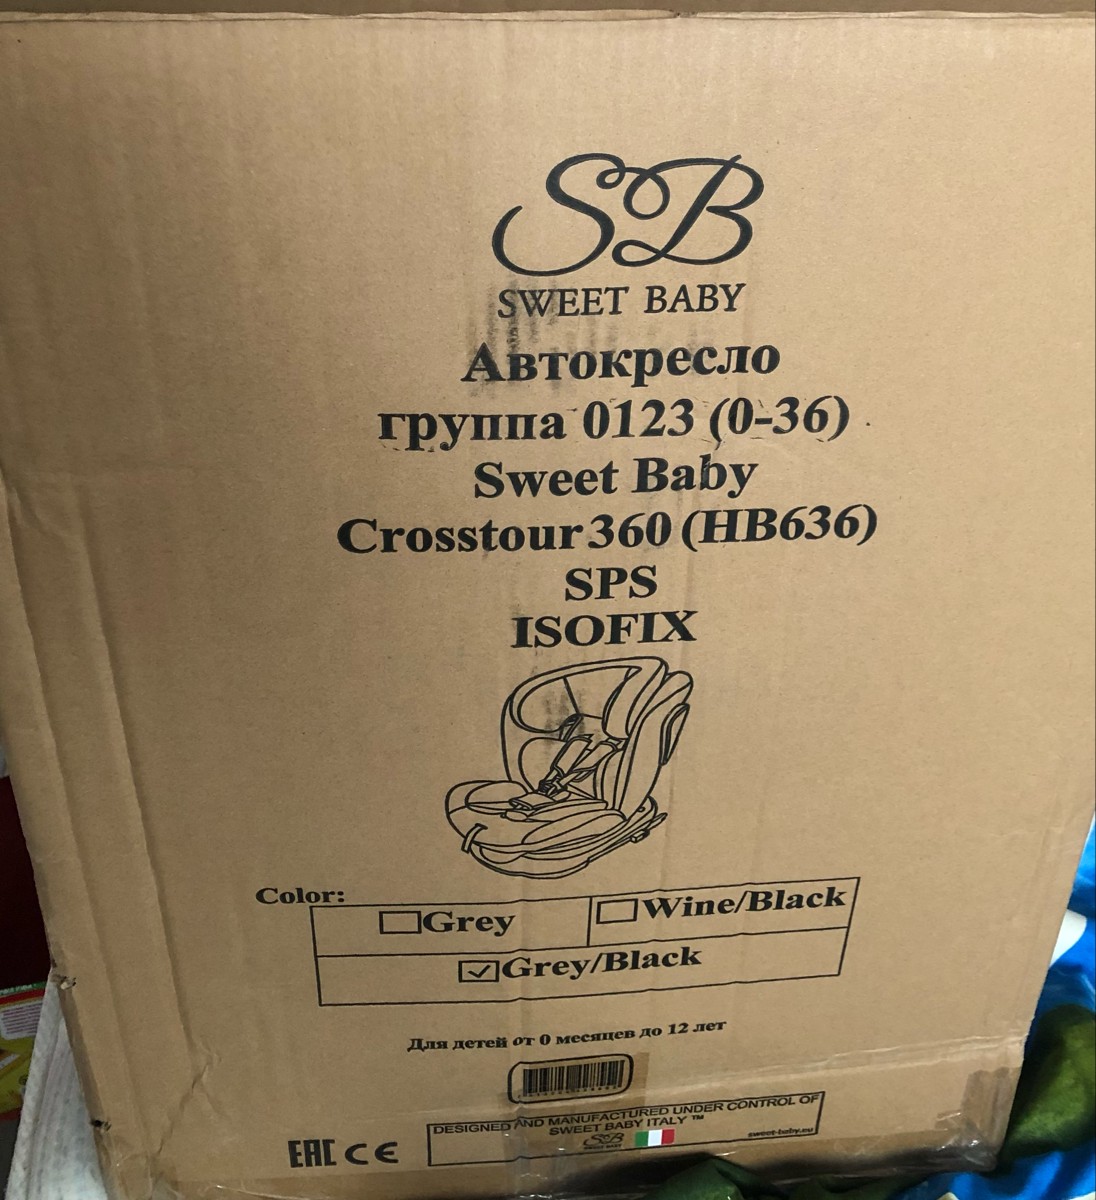 SB
SWEET BABY
Автокресло
группа 0123 (0-36)
Sweet Baby
Crosstour 360 (HB636)
SPS
ISOFIX
Color:
Grey
Wine/Black
Grey/Black
Для детей от 0 месяцев до 12 лет
DESIGNED AND MANUFACTURED UNDER CONTROL OF
SWEET BABY ITALY ™
SB
sweet-baby.eu
EAC CE